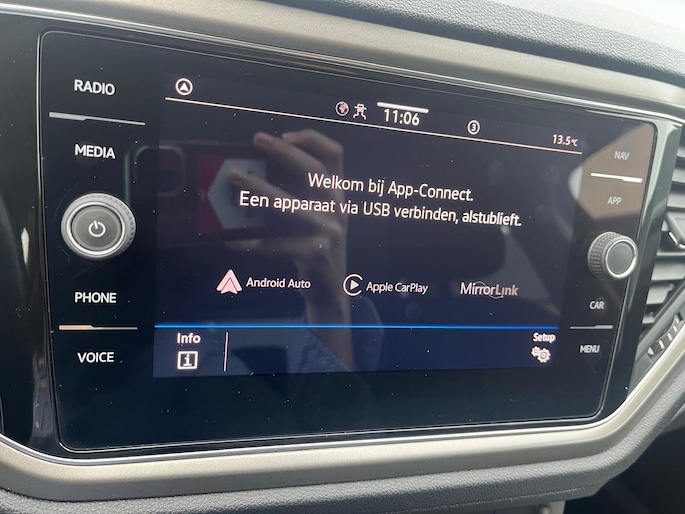 RADIO
MEDIA
PHONE
VOICE
11:06
3
13.5°C
Welkom bij App-Connect.
Een apparaat via USB verbinden, alstublieft.
Android Auto
Apple CarPlay
MirrorLink
Info
i
Setup
NAV
APP
CAR
MENU